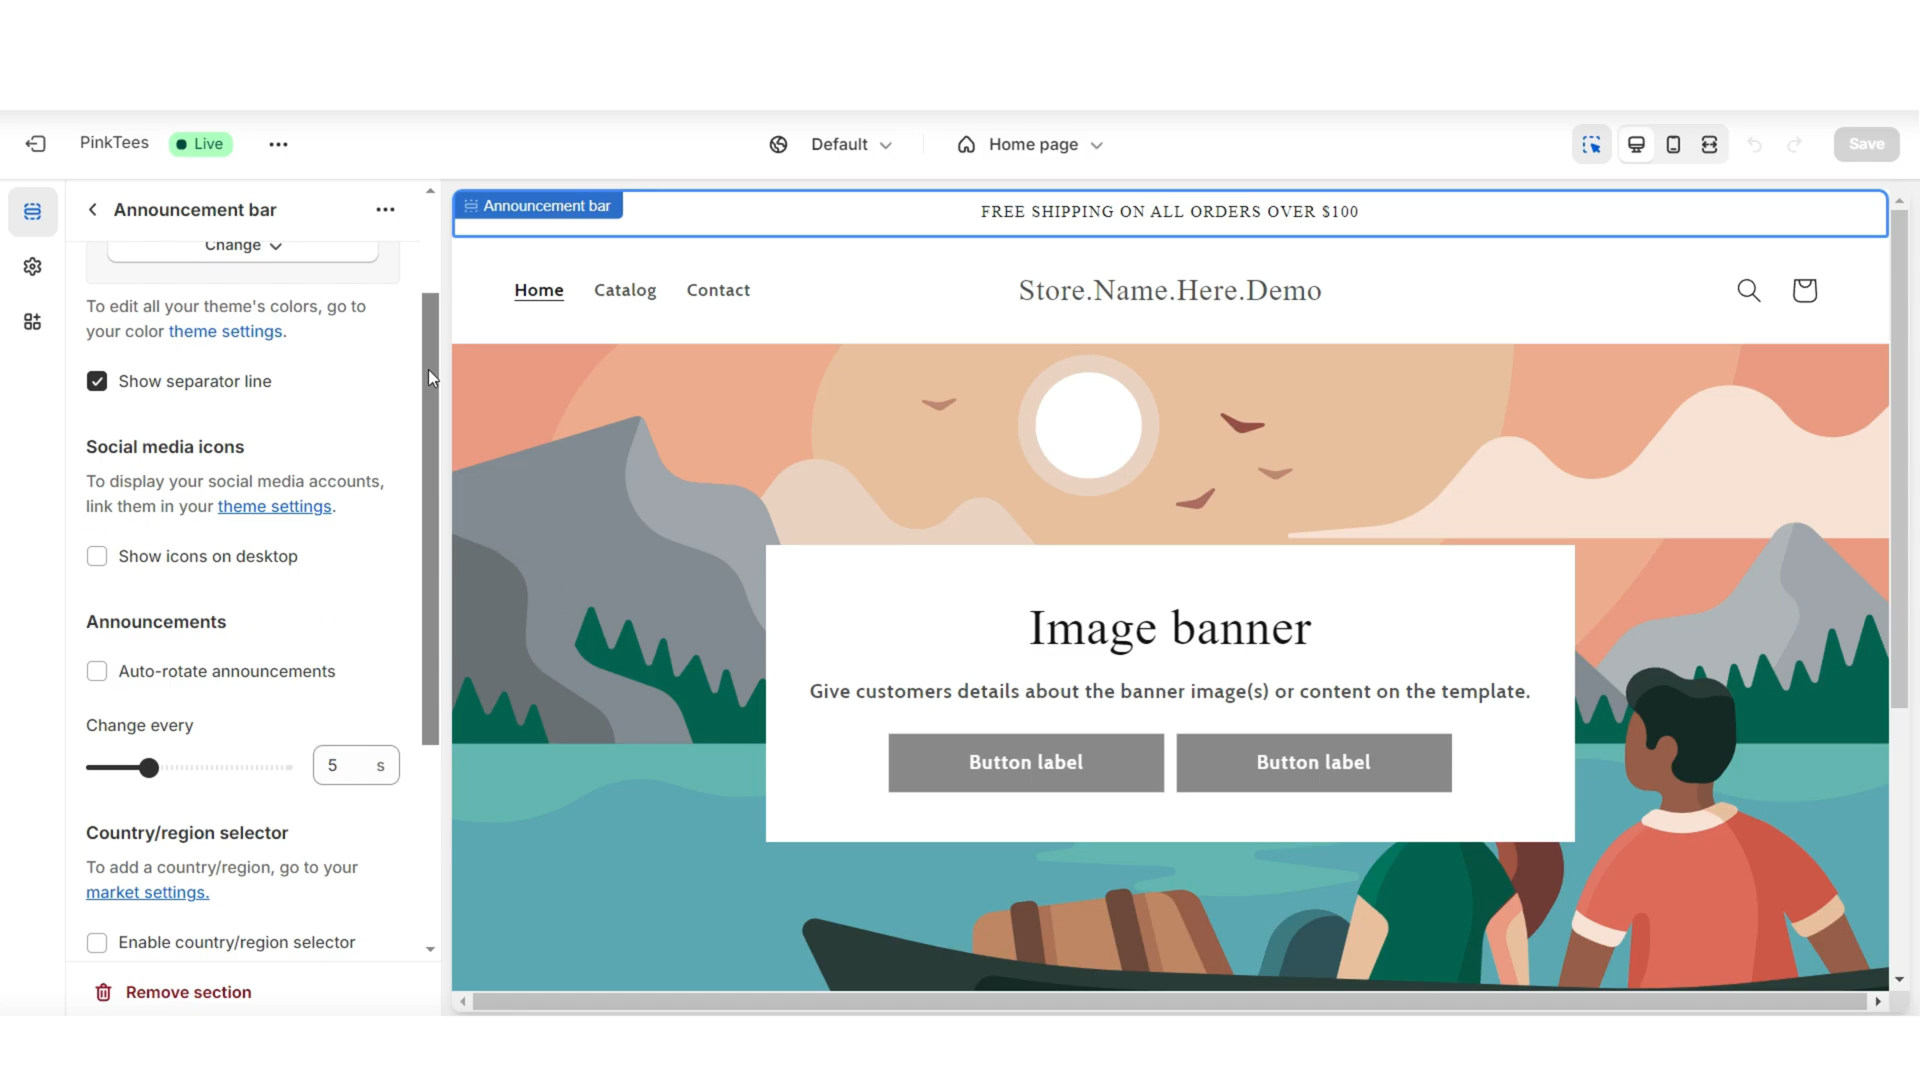 PinkTees
Live
Default
Home page
Save
Announcement bar
Change
To edit all your theme's colors, go to
your color theme settings.
Show separator line
Social media icons
To display your social media accounts,
link them in your theme settings.
Show icons on desktop
Announcements
Auto-rotate announcements
Change every
5 s
Country/region selector
To add a country/region, go to your
market settings.
Enable country/region selector
Remove section
Announcement bar
FREE SHIPPING ON ALL ORDERS OVER $100
Home Catalog Contact
Store.Name.Here.Demo
Image banner
Give customers details about the banner image(s) or content on the template.
Button label
Button label